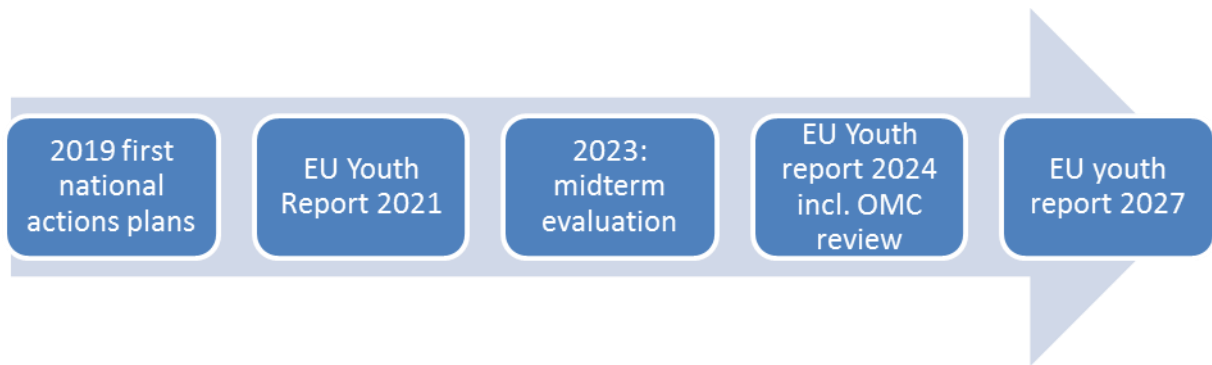 2019 first
national
actions plans
EU Youth
Report 2021
2023:
midterm
evaluation
EU Youth
report 2024
incl. OMC
review
EU youth
report 2027